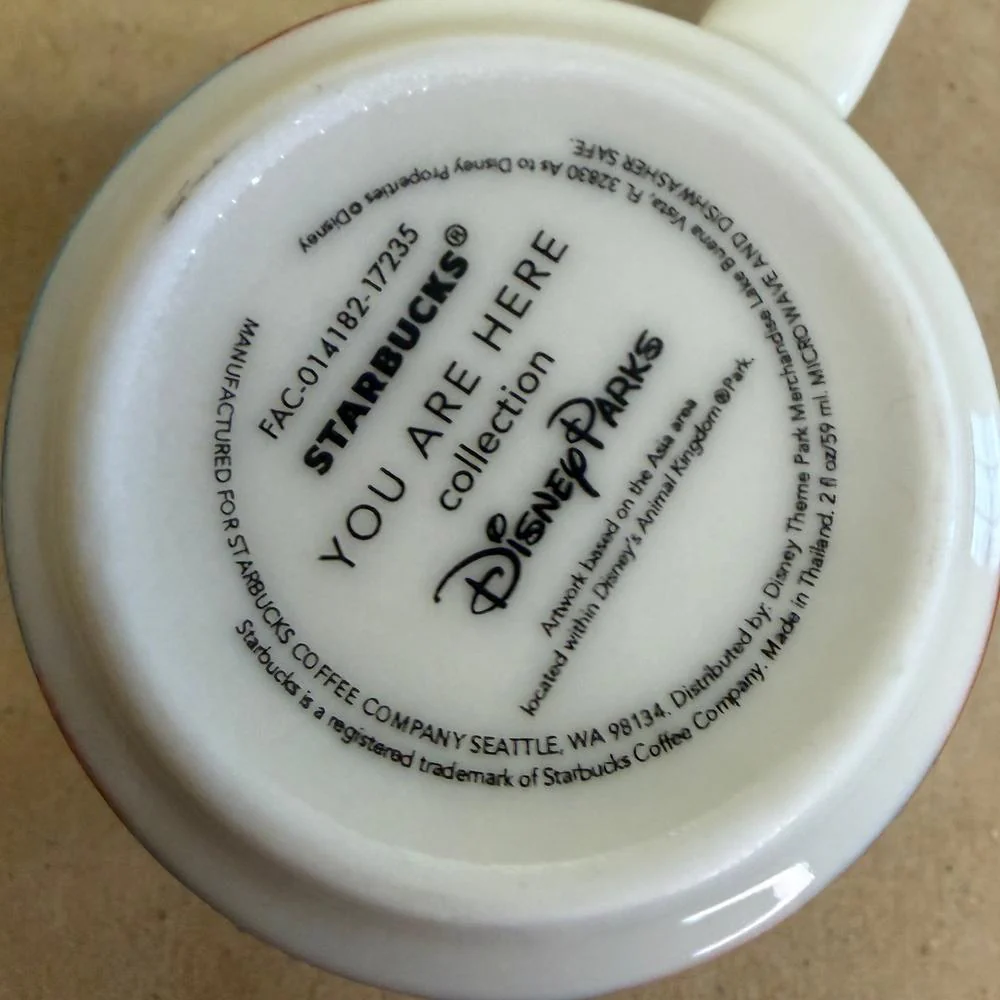 FAC-014182-17235
STARBUCKS®
YOU ARE HERE
collection
Disney PARKS
Artwork based on the Asia area
located within Disney's Animal Kingdom® Park.
MANUFACTURED FOR STARBUCKS COFFEE COMPANY SEATTLE, WA 98134. Distributed by: Disney Theme Park Merchandise Lake Buena Vista, FL 32830 As to Disney Properties ©Disney
Starbucks is a registered trademark of Starbucks Coffee Company. Made in Thailand. 2 fl oz/59 ml MICROWAVE AND DISHWASHER SAFE.